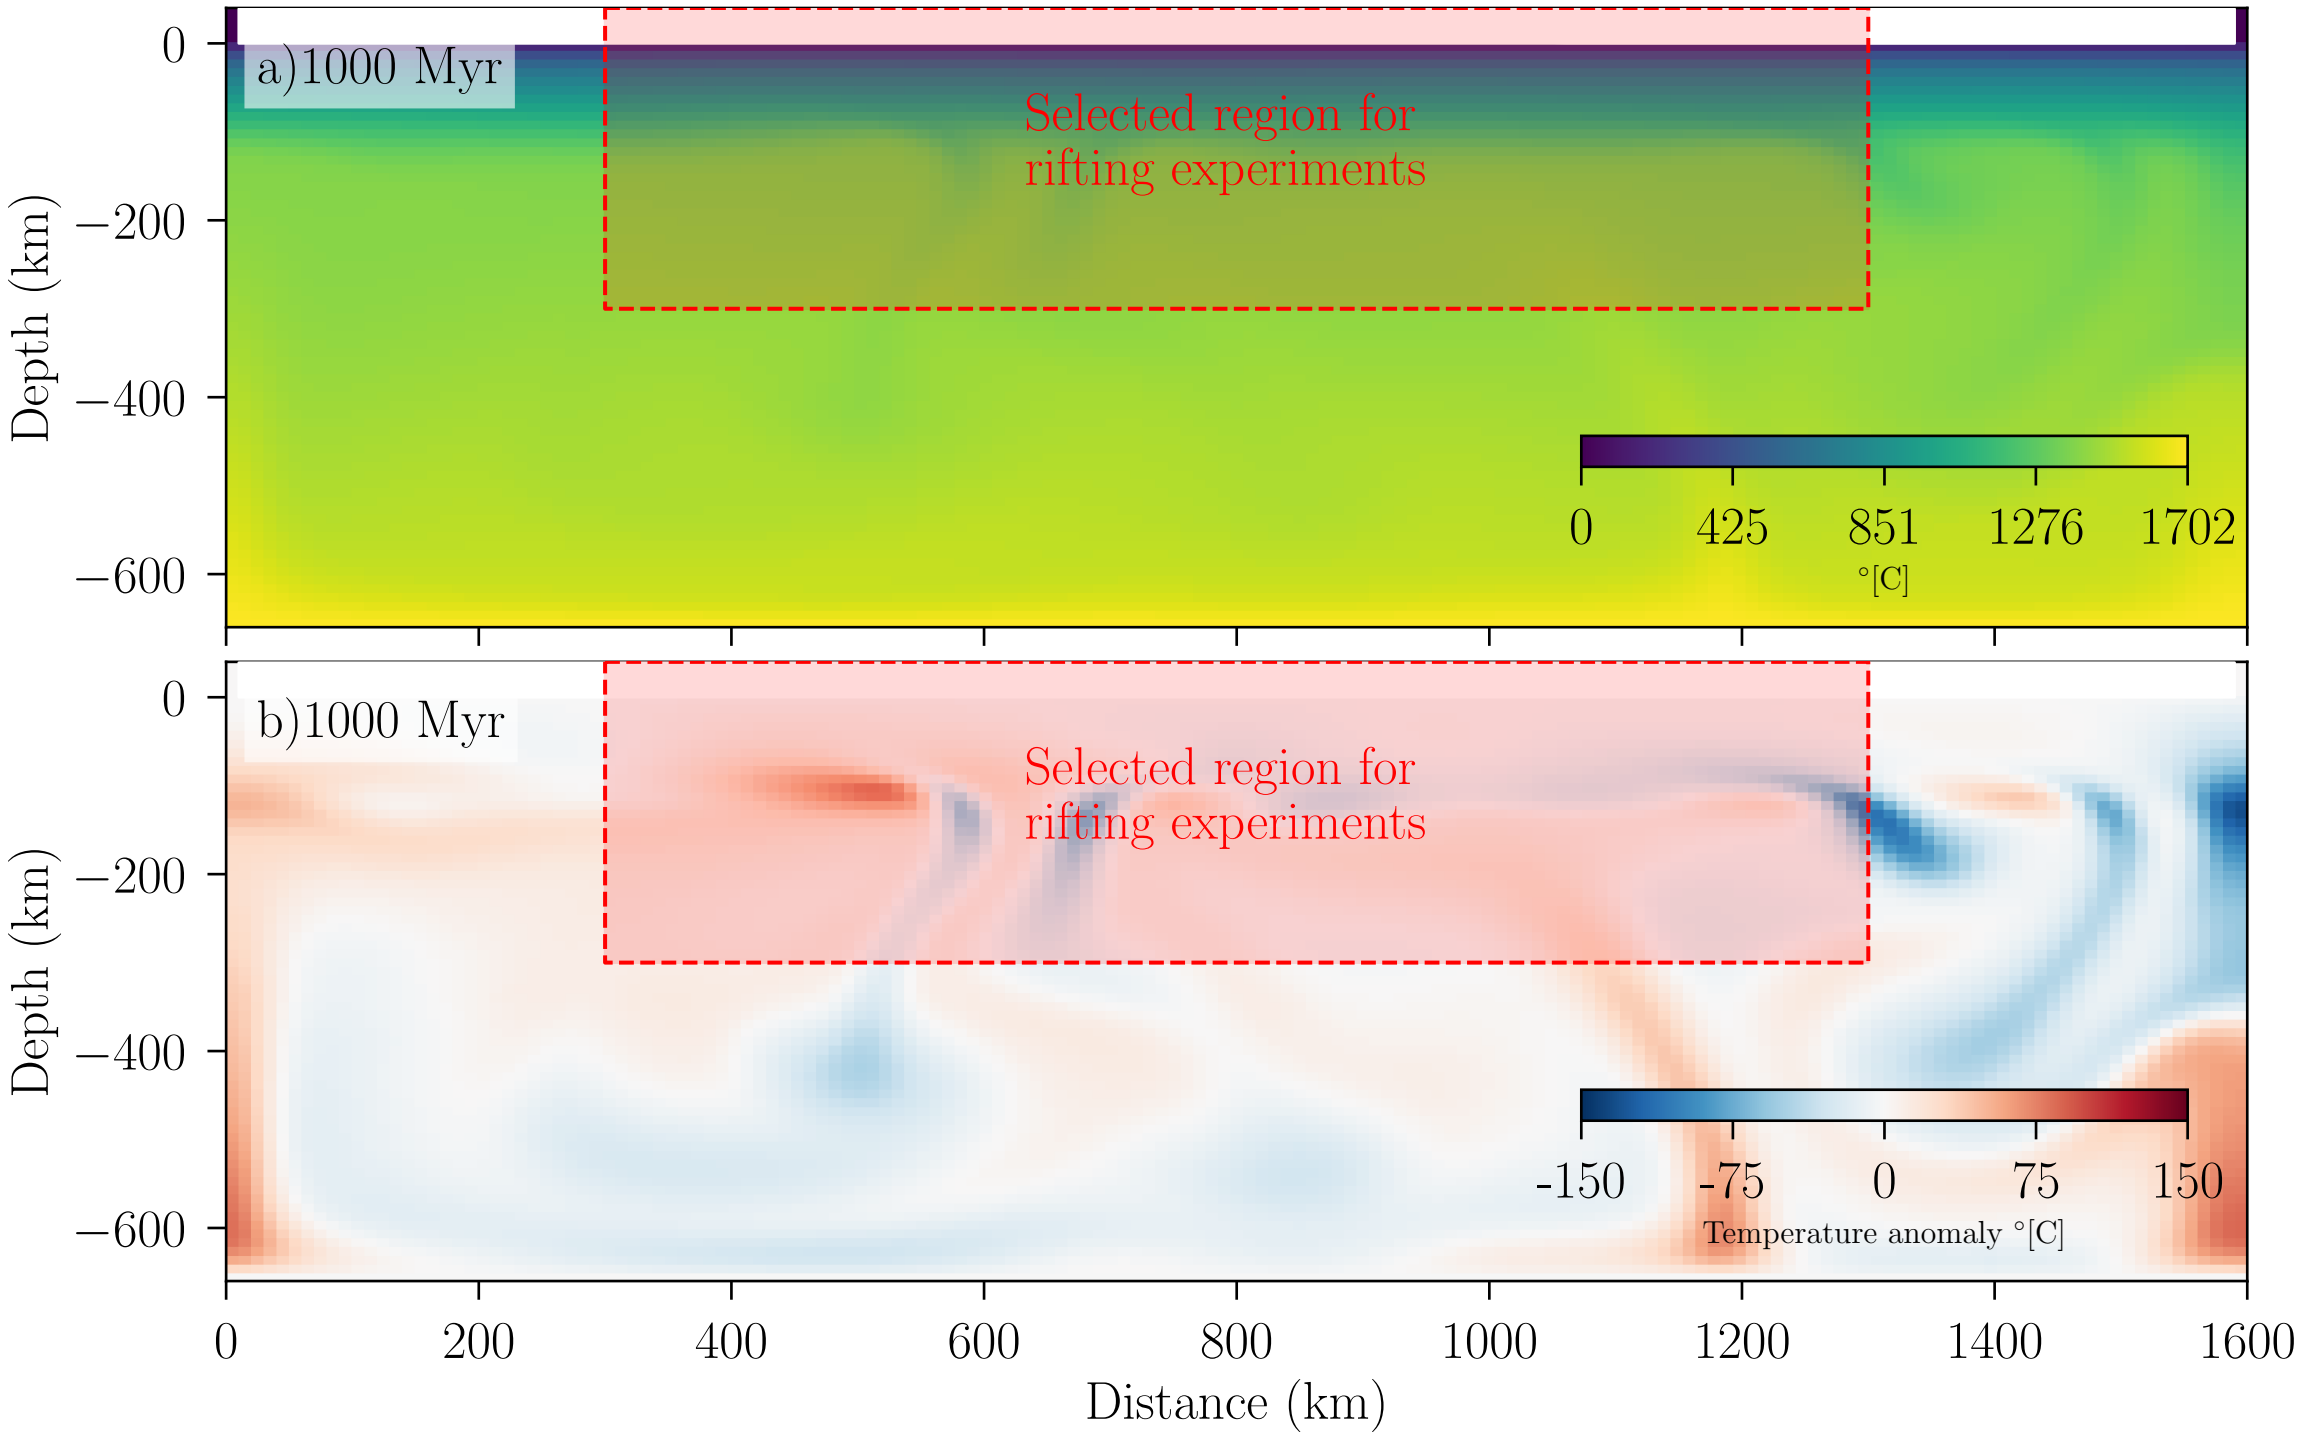 a)1000 Myr
Selected region for
rifting experiments
0
−200
−400
−600
Depth (km)
0 425 851 1276 1702
°[C]
b)1000 Myr
Selected region for
rifting experiments
0
−200
−400
−600
Depth (km)
-150 -75 0 75 150
Temperature anomaly °[C]
0 200 400 600 800 1000 1200 1400 1600
Distance (km)